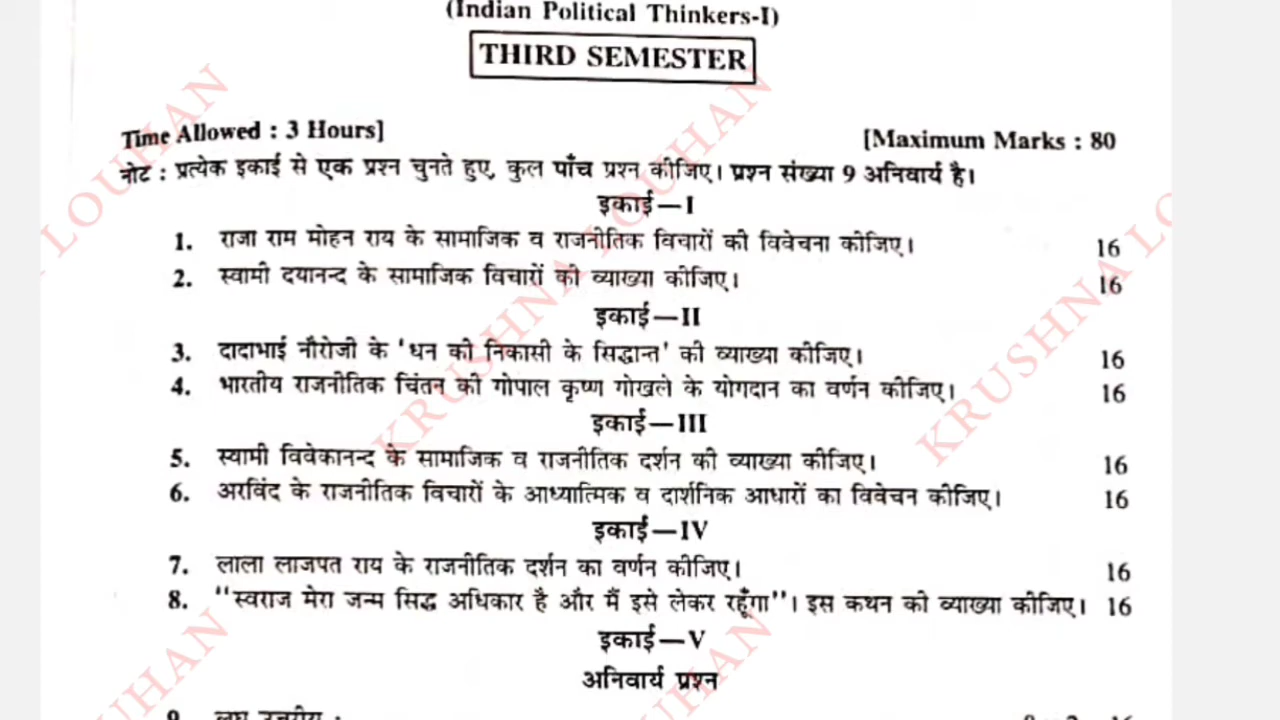 (Indian Political Thinkers-I)
THIRD SEMESTER
Time Allowed : 3 Hours] [Maximum Marks : 80
नोट : प्रत्येक इकाई से एक प्रश्न चुनते हुए, कुल पाँच प्रश्न कीजिए। प्रश्न संख्या 9 अनिवार्य है।
इकाई—I
1. राजा राम मोहन राय के सामाजिक व राजनीतिक विचारों की विवेचना कीजिए। 16
2. स्वामी दयानन्द के सामाजिक विचारों की व्याख्या कीजिए। 16
इकाई—II
3. दादाभाई नौरोजी के 'धन की निकासी के सिद्धान्त' की व्याख्या कीजिए। 16
4. भारतीय राजनीतिक चिंतन की गोपाल कृष्ण गोखले के योगदान का वर्णन कीजिए। 16
इकाई—III
5. स्वामी विवेकानन्द के सामाजिक व राजनीतिक दर्शन की व्याख्या कीजिए। 16
6. अरविंद के राजनीतिक विचारों के आध्यात्मिक व दार्शनिक आधारों का विवेचन कीजिए। 16
इकाई—IV
7. लाला लाजपत राय के राजनीतिक दर्शन का वर्णन कीजिए। 16
8. "स्वराज मेरा जन्म सिद्ध अधिकार है और मैं इसे लेकर रहूँगा"। इस कथन की व्याख्या कीजिए। 16
इकाई—V
अनिवार्य प्रश्न
KRUSHNA LOUHAN